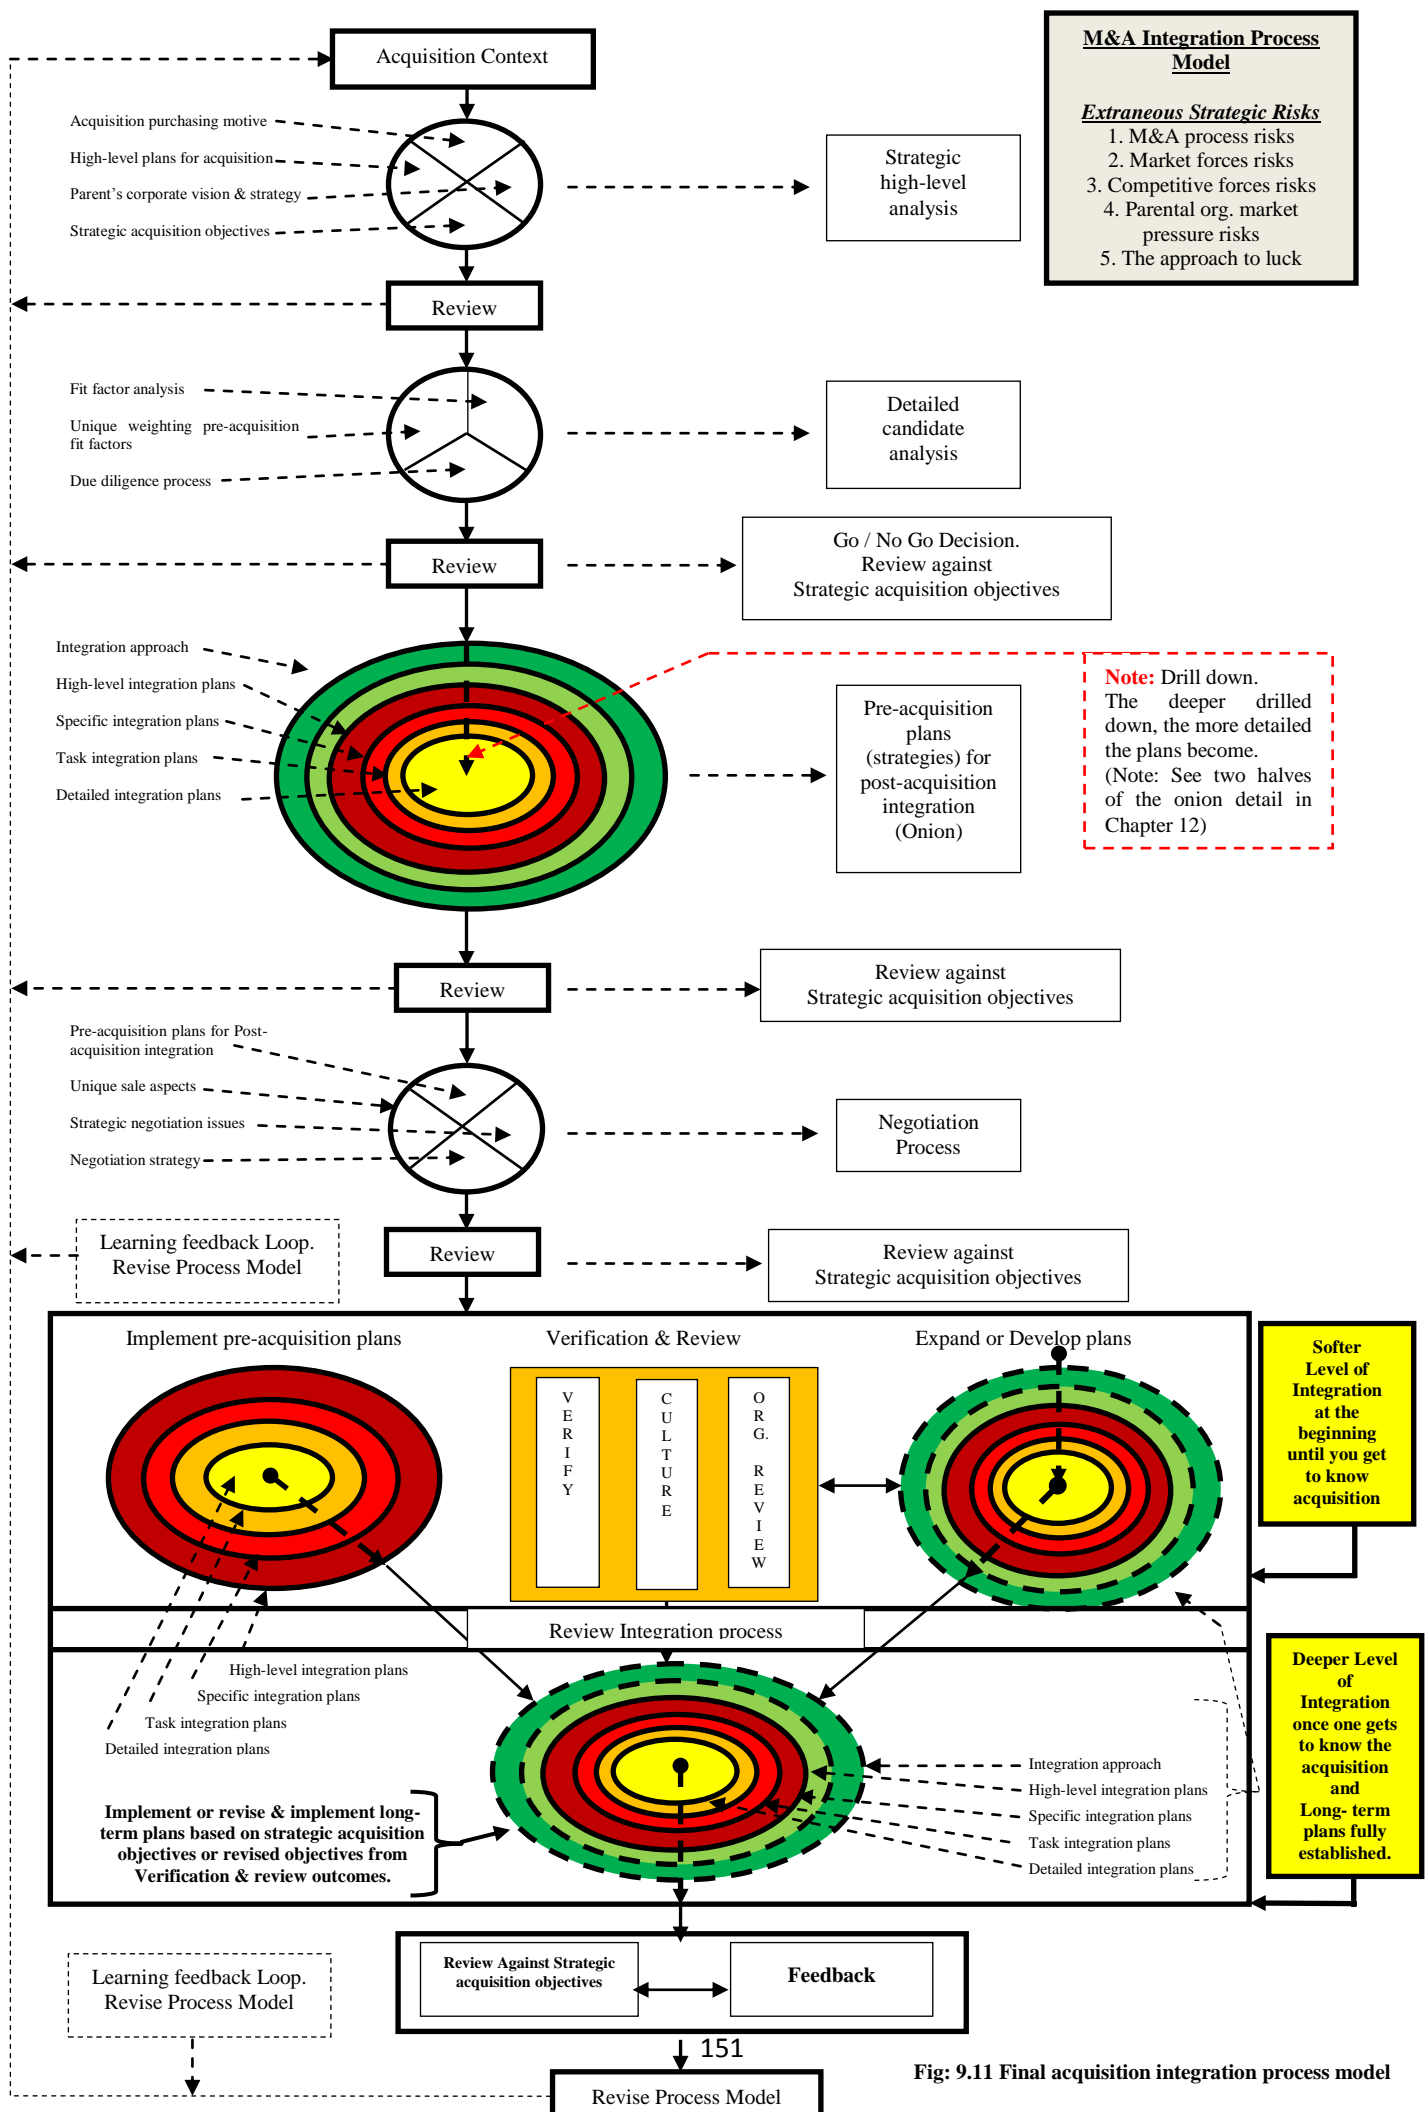 Acquisition Context
M&A Integration Process
Model
Extraneous Strategic Risks
1. M&A process risks
2. Market forces risks
3. Competitive forces risks
4. Parental org. market
pressure risks
5. The approach to luck
Acquisition purchasing motive
High-level plans for acquisition
Parent's corporate vision & strategy
Strategic acquisition objectives
Strategic
high-level
analysis
Review
Fit factor analysis
Unique weighting pre-acquisition
fit factors
Due diligence process
Detailed
candidate
analysis
Review
Go / No Go Decision.
Review against
Strategic acquisition objectives
Integration approach
High-level integration plans
Specific integration plans
Task integration plans
Detailed integration plans
Pre-acquisition
plans
(strategies) for
post-acquisition
integration
(Onion)
Note: Drill down.
The deeper drilled
down, the more detailed
the plans become.
(Note: See two halves
of the onion detail in
Chapter 12)
Review
Review against
Strategic acquisition objectives
Pre-acquisition plans for Post-
acquisition integration
Unique sale aspects
Strategic negotiation issues
Negotiation strategy
Negotiation
Process
Learning feedback Loop.
Revise Process Model
Review
Review against
Strategic acquisition objectives
Implement pre-acquisition plans
Verification & Review
Expand or Develop plans
VERIFY
CULTURE
ORG. REVIEW
Softer
Level of
Integration
at the
beginning
until you get
to know
acquisition
Review Integration process
High-level integration plans
Specific integration plans
Task integration plans
Detailed integration plans
Deeper Level
of
Integration
once one gets
to know the
acquisition
and
Long- term
plans fully
established.
Integration approach
High-level integration plans
Specific integration plans
Task integration plans
Detailed integration plans
Implement or revise & implement long-
term plans based on strategic acquisition
objectives or revised objectives from
Verification & review outcomes.
Review Against Strategic
acquisition objectives
Feedback
Learning feedback Loop.
Revise Process Model
151
Fig: 9.11 Final acquisition integration process model
Revise Process Model